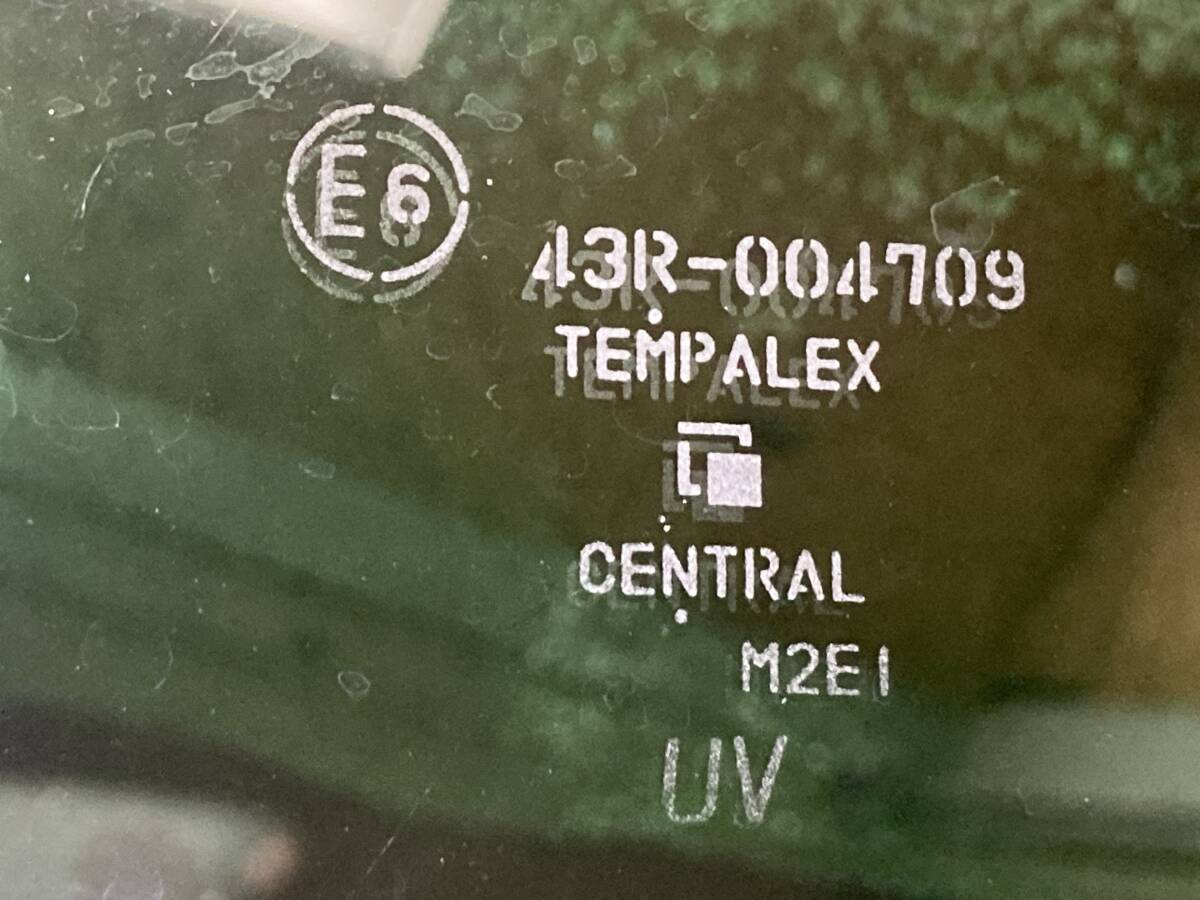 E6
43R-004709
TEMPALEX
CENTRAL
M2E1
UV